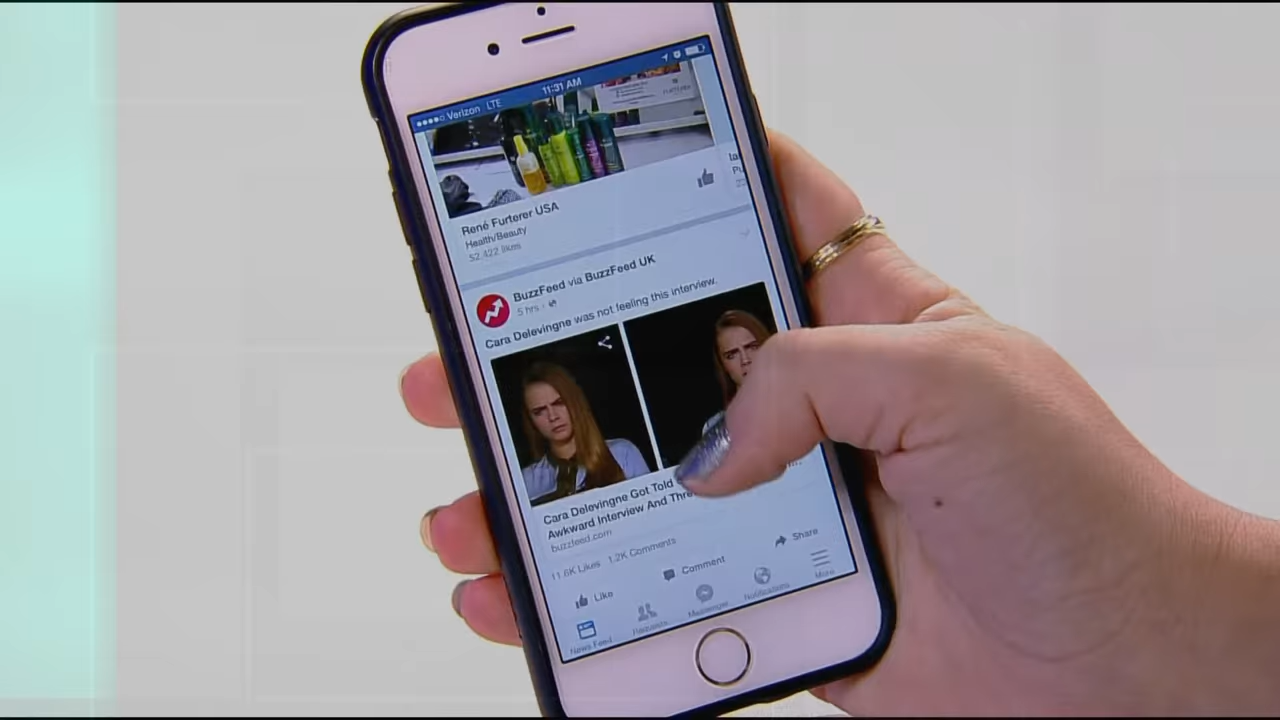 ●●●●○ Verizon LTE 11:31 AM
René Furterer USA
Health/Beauty
52,422 likes
BuzzFeed via BuzzFeed UK
5 hrs ·
Cara Delevingne was not feeling this interview.
Cara Delevingne Got Told
Awkward Interview And
buzzfeed.com
11.6K Likes 1.2K Comments
Like Comment Share
News Feed Requests Messenger Notifications More